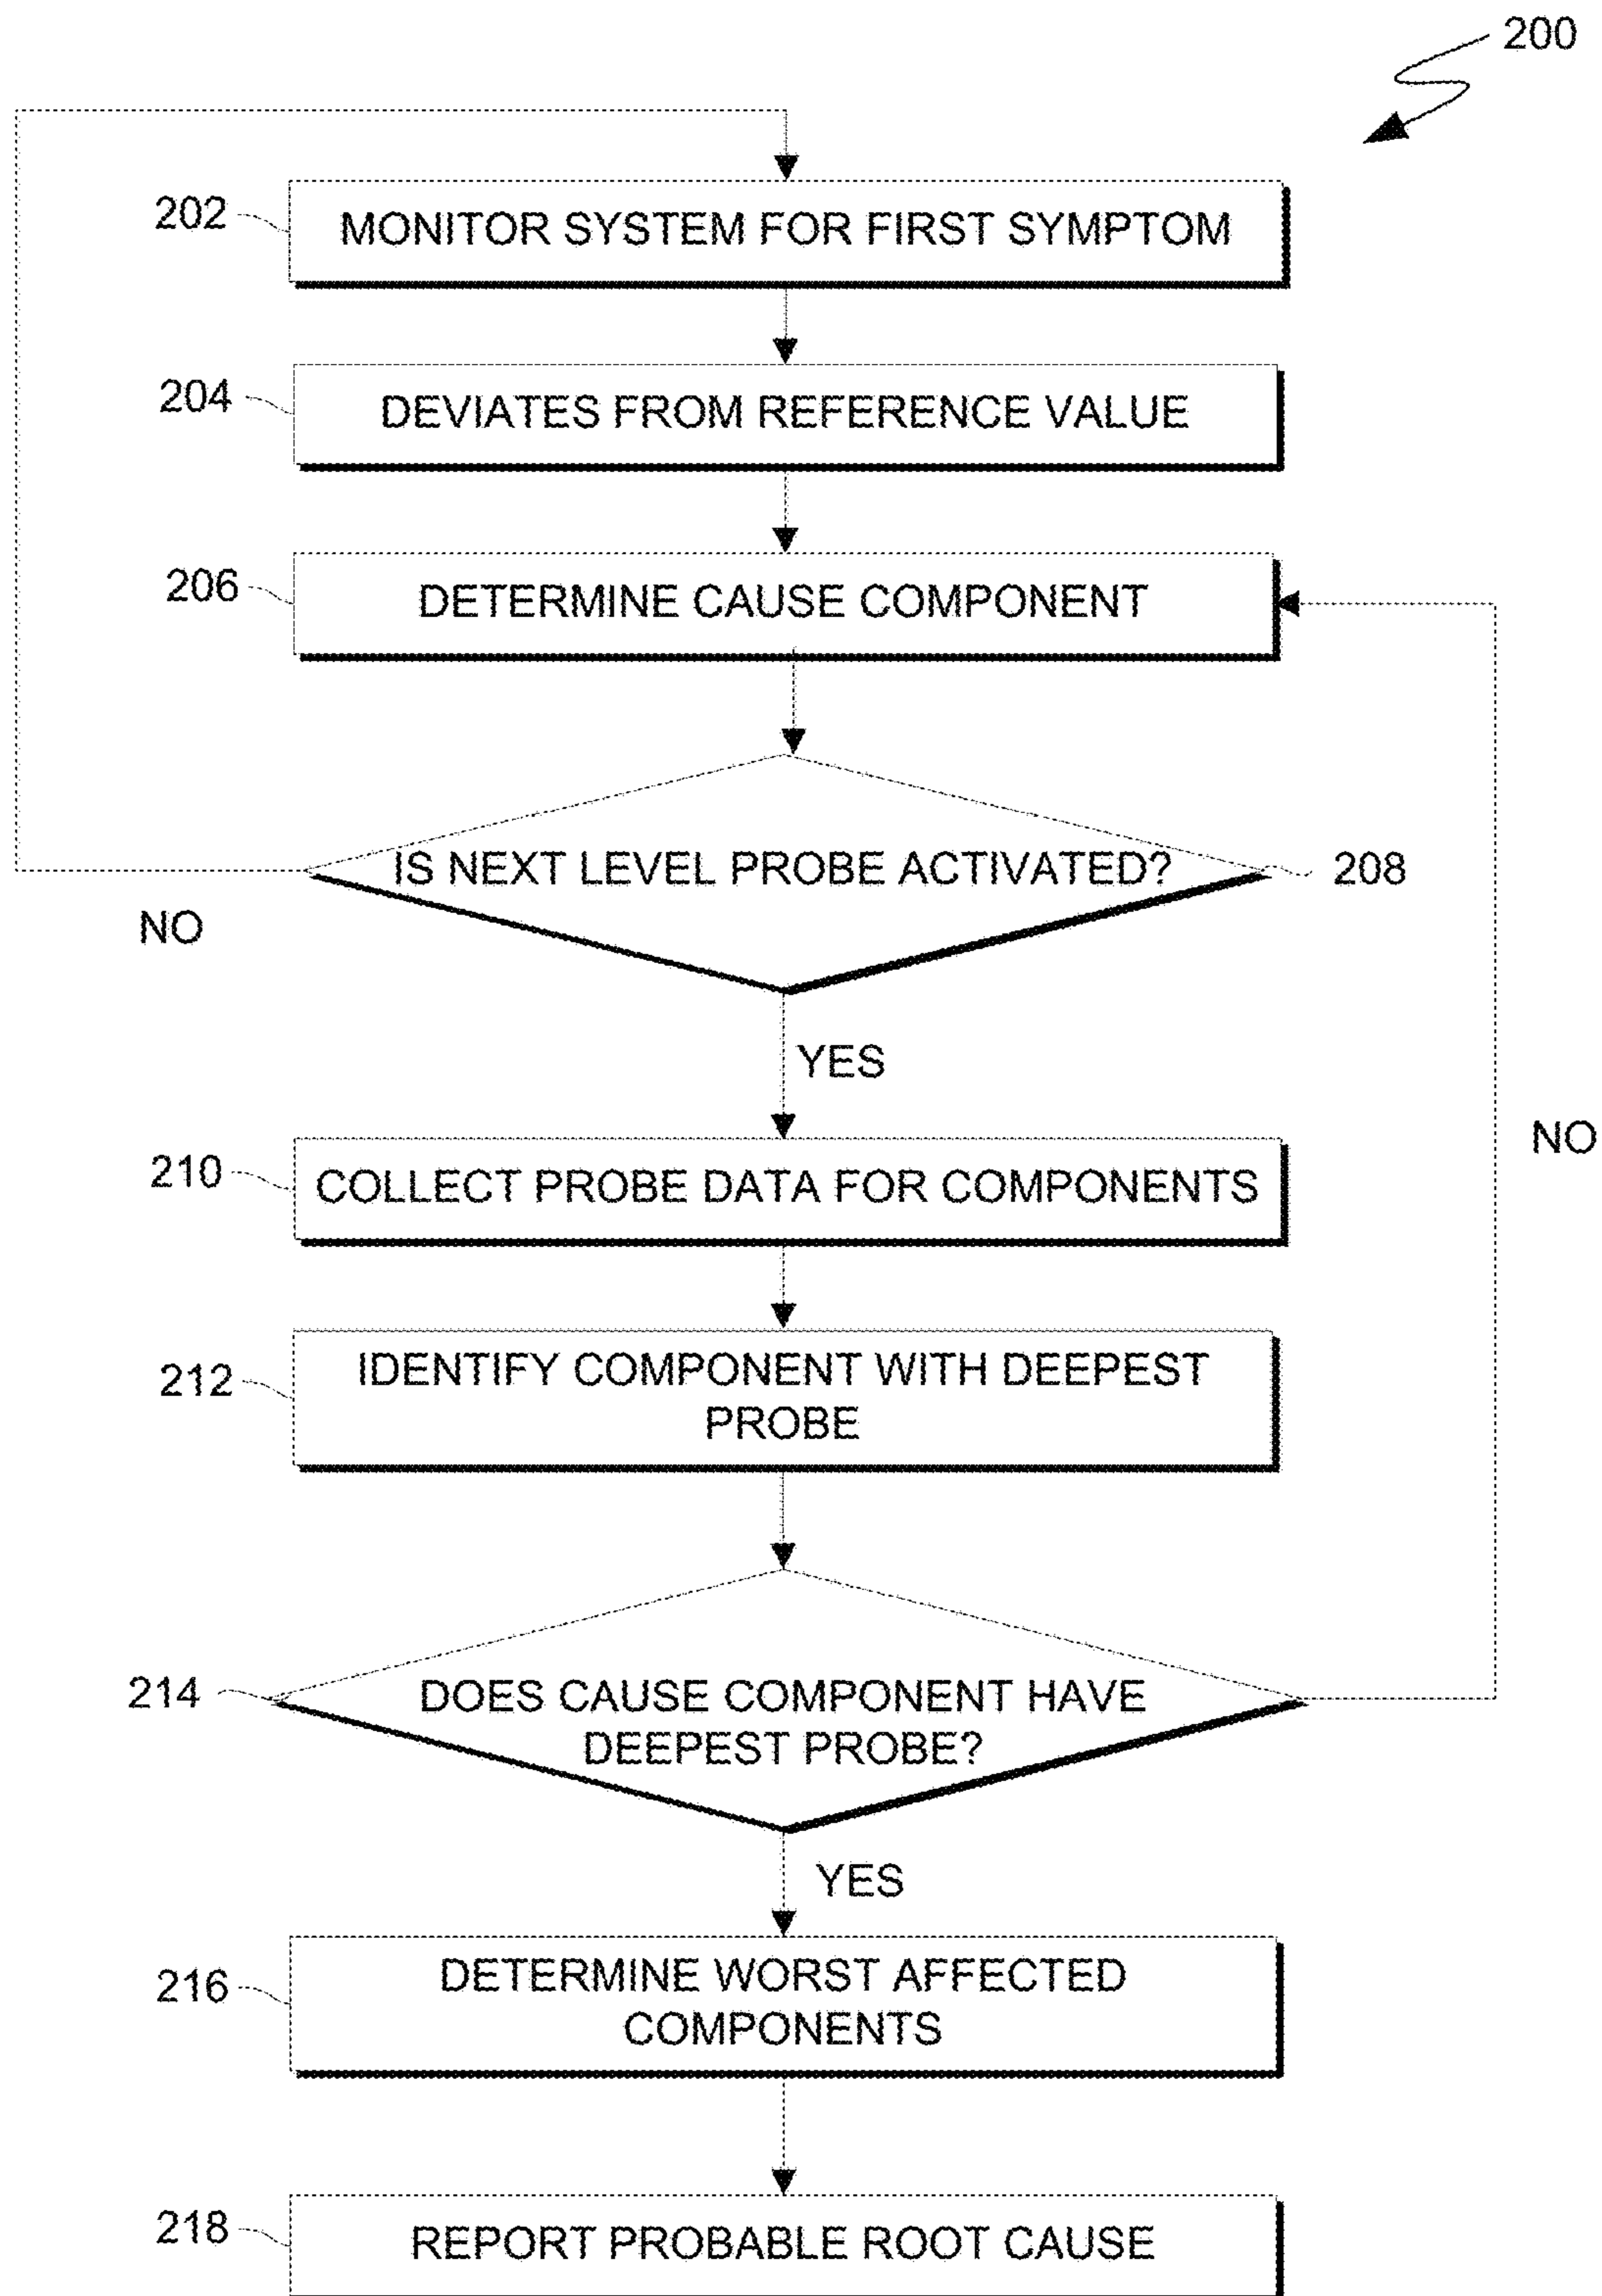 200
202
MONITOR SYSTEM FOR FIRST SYMPTOM
204
DEVIATES FROM REFERENCE VALUE
206
DETERMINE CAUSE COMPONENT
IS NEXT LEVEL PROBE ACTIVATED?
208
NO
YES
NO
210
COLLECT PROBE DATA FOR COMPONENTS
212
IDENTIFY COMPONENT WITH DEEPEST
PROBE
214
DOES CAUSE COMPONENT HAVE
DEEPEST PROBE?
YES
216
DETERMINE WORST AFFECTED
COMPONENTS
218
REPORT PROBABLE ROOT CAUSE